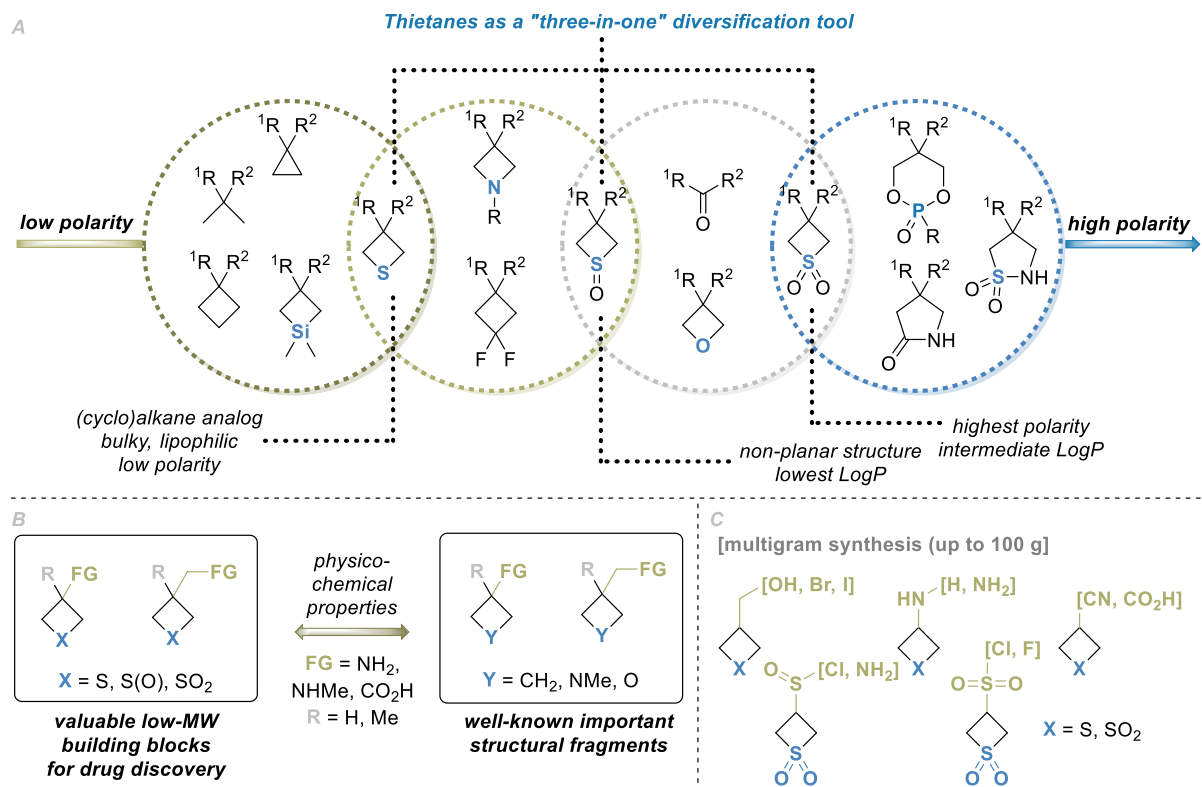 A
Thietanes as a "three-in-one" diversification tool
low polarity
high polarity
¹R R²
¹R R²
¹R R²
¹R R²
Si
¹R R²
S
¹R R²
N
R
¹R R²
F F
¹R R²
S
O
¹R R²
O
¹R R²
O
¹R R²
S
O O
¹R R²
O O
P
O R
¹R R²
O S NH
O
¹R R²
NH
O
(cyclo)alkane analog
bulky, lipophilic
low polarity
non-planar structure
lowest LogP
highest polarity
intermediate LogP
B
R FG
X
R FG
X
X = S, S(O), SO₂
valuable low-MW
building blocks
for drug discovery
physico-
chemical
properties
FG = NH₂,
NHMe, CO₂H
R = H, Me
R FG
Y
R FG
Y
Y = CH₂, NMe, O
well-known important
structural fragments
C
[multigram synthesis (up to 100 g]
[OH, Br, I]
X
HN [H, NH₂]
X
[CN, CO₂H]
X
O
S [Cl, NH₂]
S
O O
[Cl, F]
O=S=O
S
O O
X = S, SO₂